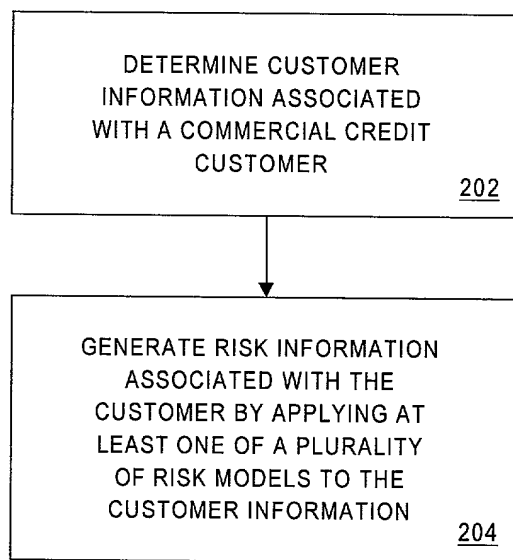 DETERMINE CUSTOMER
INFORMATION ASSOCIATED
WITH A COMMERCIAL CREDIT
CUSTOMER
202
GENERATE RISK INFORMATION
ASSOCIATED WITH THE
CUSTOMER BY APPLYING AT
LEAST ONE OF A PLURALITY
OF RISK MODELS TO THE
CUSTOMER INFORMATION
204